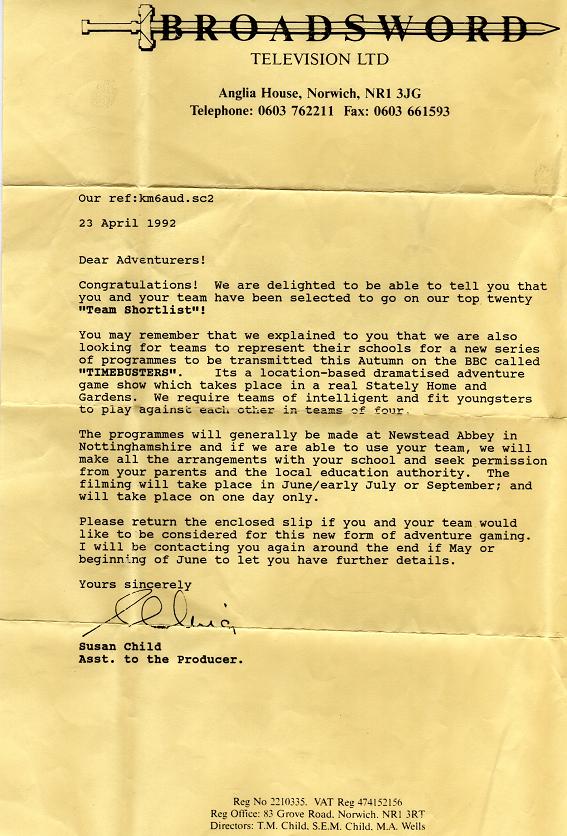 BROADSWORD
TELEVISION LTD
Anglia House, Norwich, NR1 3JG
Telephone: 0603 762211 Fax: 0603 661593
Our ref:km6aud.sc2
23 April 1992
Dear Adventurers!
Congratulations! We are delighted to be able to tell you that
you and your team have been selected to go on our top twenty
"Team Shortlist"!
You may remember that we explained to you that we are also
looking for teams to represent their schools for a new series
of programmes to be transmitted this Autumn on the BBC called
"TIMEBUSTERS". Its a location-based dramatised adventure
game show which takes place in a real Stately Home and
Gardens. We require teams of intelligent and fit youngsters
to play against each other in teams of four.
The programmes will generally be made at Newstead Abbey in
Nottinghamshire and if we are able to use your team, we will
make all the arrangements with your school and seek permission
from your parents and the local education authority. The
filming will take place in June/early July or September; and
will take place on one day only.
Please return the enclosed slip if you and your team would
like to be considered for this new form of adventure gaming.
I will be contacting you again around the end if May or
beginning of June to let you have further details.
Yours sincerely
Susan Child
Asst. to the Producer.
Reg No 2210335. VAT Reg 474152156
Reg Office: 83 Grove Road, Norwich, NR1 3RT
Directors: T.M. Child, S.E.M. Child, M.A. Wells